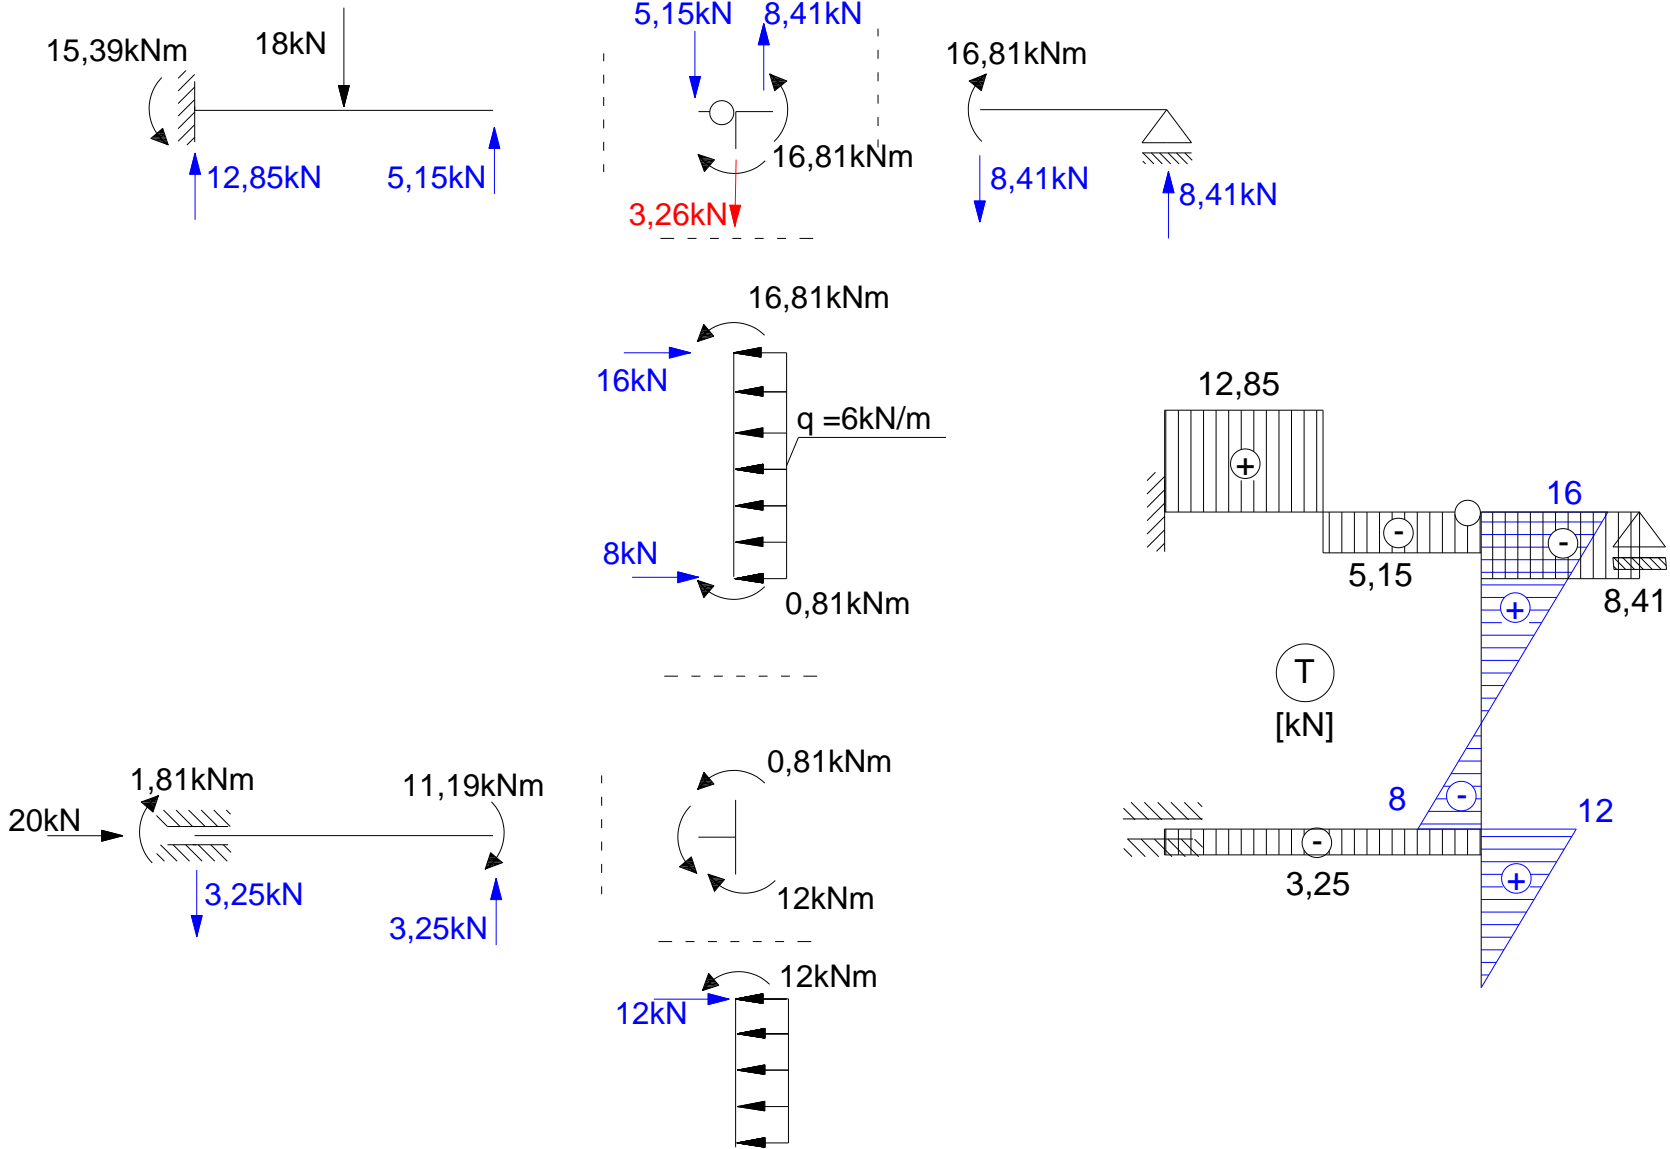 5,15kN
8,41kN
15,39kNm
18kN
16,81kNm
16,81kNm
12,85kN
5,15kN
8,41kN
8,41kN
3,26kN
16,81kNm
16kN
q =6kN/m
8kN
0,81kNm
12,85
+
-
5,15
16
-
8,41
+
T
[kN]
1,81kNm
11,19kNm
0,81kNm
20kN
3,25kN
3,25kN
12kNm
8
-
12
-
3,25
+
12kNm
12kN